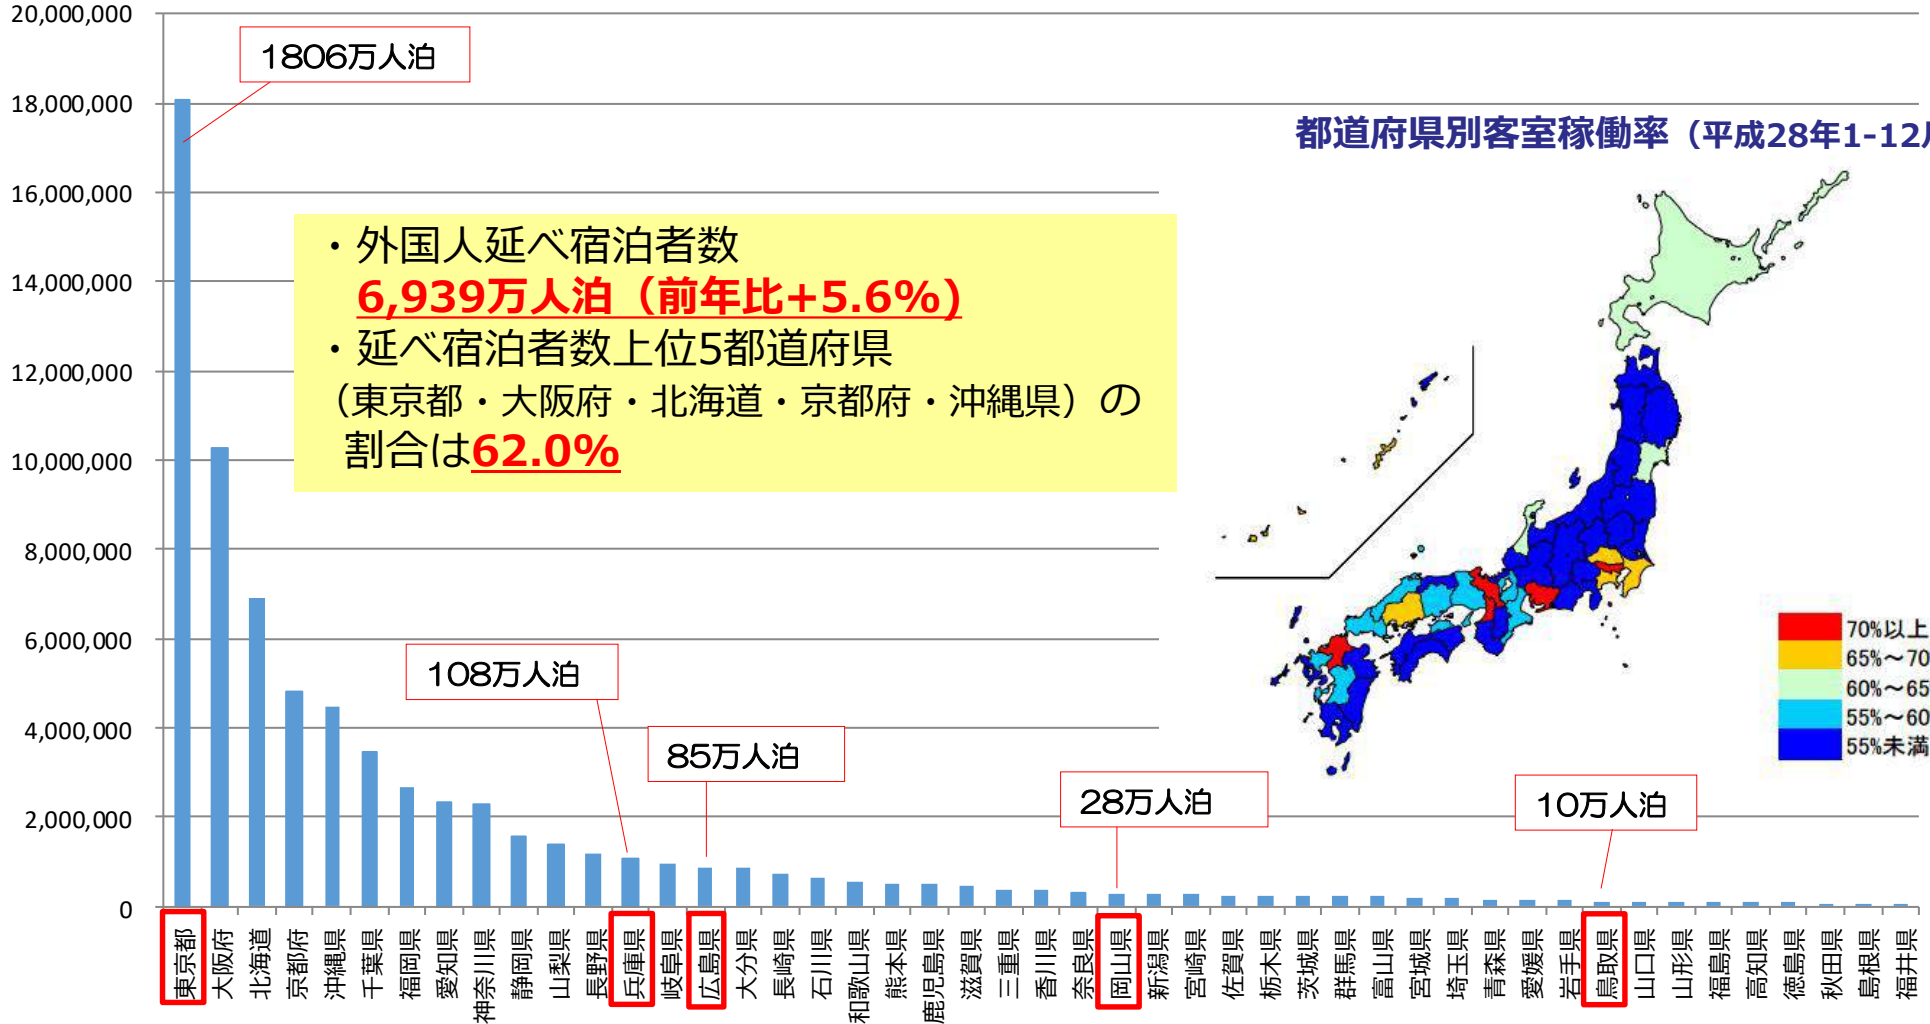 20,000,000
18,000,000
16,000,000
14,000,000
12,000,000
10,000,000
8,000,000
6,000,000
4,000,000
2,000,000
0
1806万人泊
都道府県別客室稼働率（平成28年1-12月
・外国人延べ宿泊者数
6,939万人泊（前年比+5.6%)
・延べ宿泊者数上位5都道府県
（東京都・大阪府・北海道・京都府・沖縄県）の
割合は62.0%
108万人泊
85万人泊
28万人泊
10万人泊
70%以上
65%～70
60%～65
55%～60
55%未満
東京都
大阪府
北海道
京都府
沖縄県
千葉県
福岡県
愛知県
神奈川県
静岡県
山梨県
長野県
兵庫県
岐阜県
広島県
大分県
長崎県
石川県
和歌山県
熊本県
鹿児島県
滋賀県
三重県
香川県
奈良県
岡山県
新潟県
宮崎県
佐賀県
栃木県
茨城県
群馬県
富山県
宮城県
埼玉県
青森県
愛媛県
岩手県
鳥取県
山口県
山形県
福島県
高知県
徳島県
秋田県
島根県
福井県